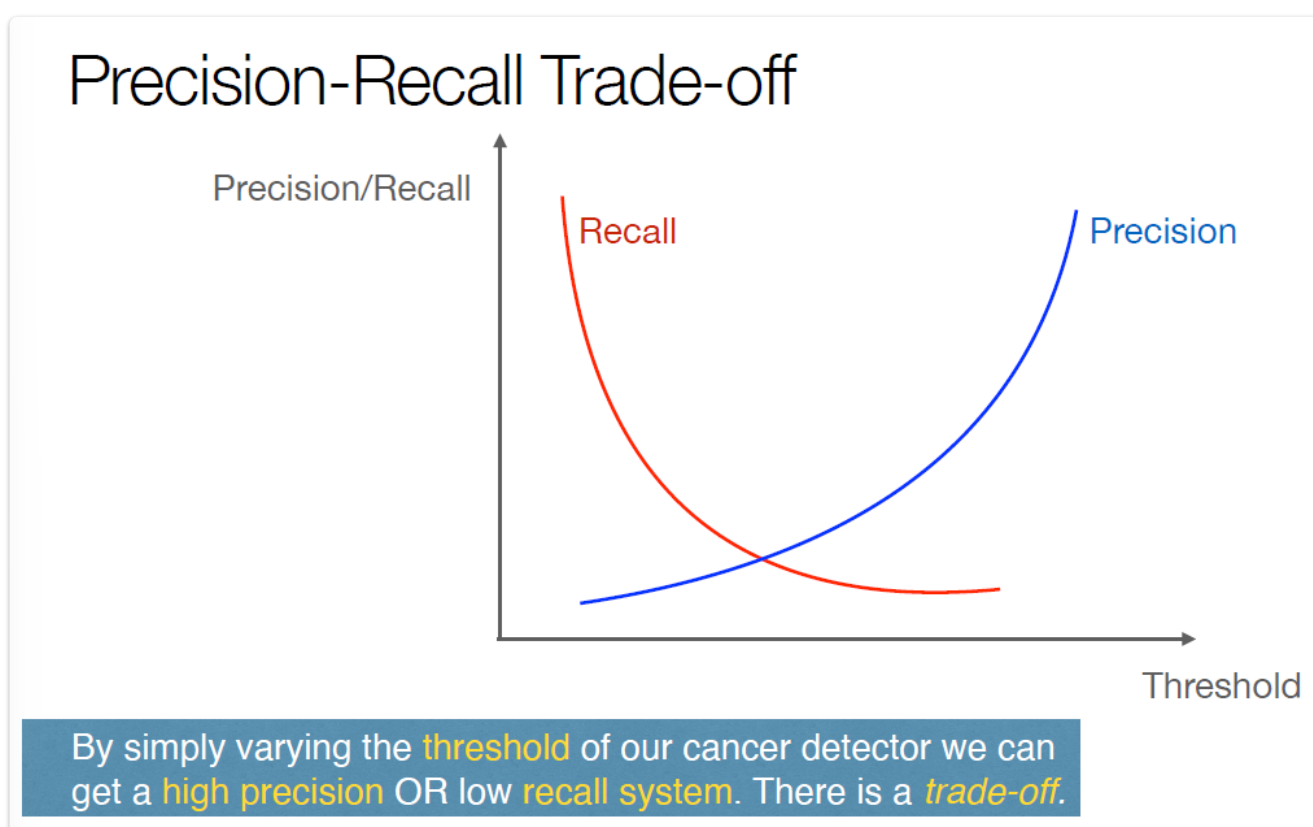 Precision-Recall Trade-off
Precision/Recall
Recall
Precision
Threshold
By simply varying the threshold of our cancer detector we can
get a high precision OR low recall system. There is a trade-off.